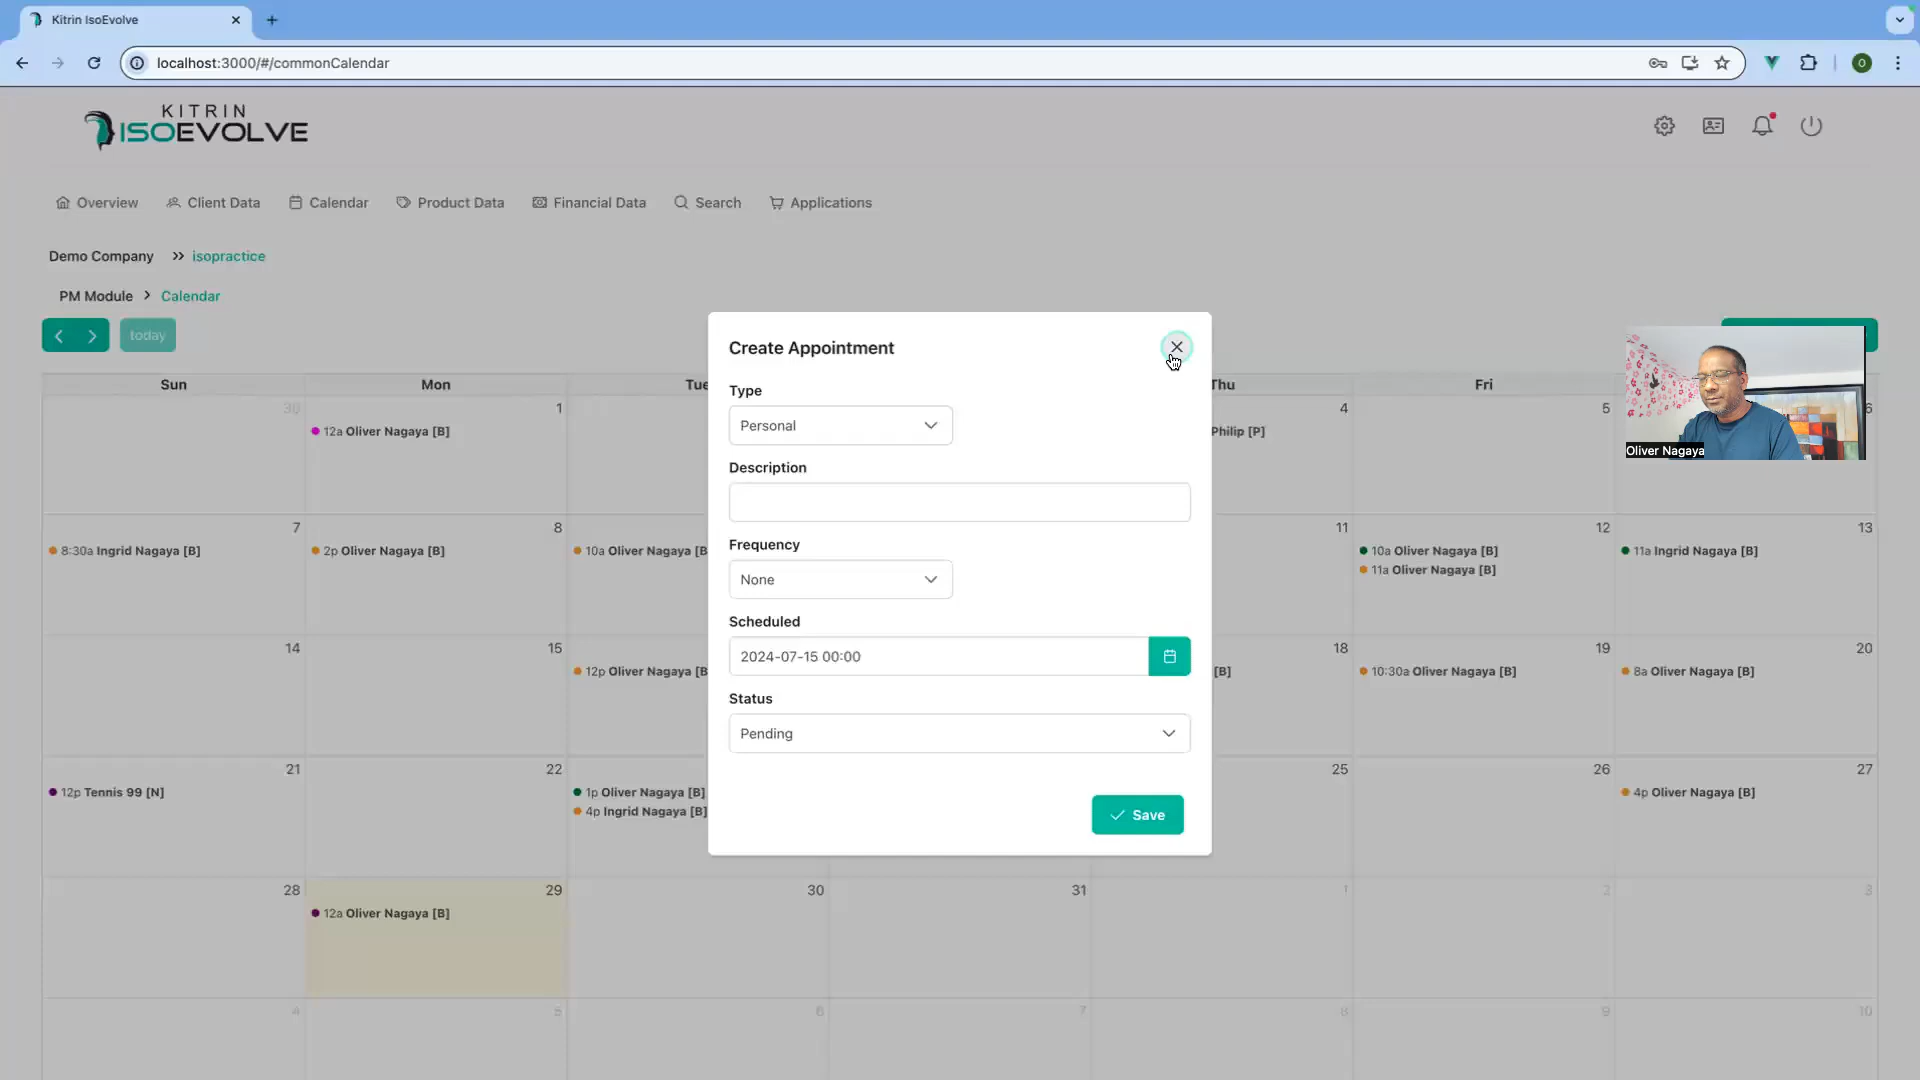 Kitrin IsoEvolve
localhost:3000/#/commonCalendar
O
KITRIN
ISOEVOLVE
Overview
Client Data
Calendar
Product Data
Financial Data
Search
Applications
Demo Company
isopractice
PM Module
Calendar
today
Sun
Mon
Tue
Thu
Fri
30
1
4
5
6
12a Oliver Nagaya [B]
Philip [P]
7
8
11
12
13
8:30a Ingrid Nagaya [B]
2p Oliver Nagaya [B]
10a Oliver Nagaya [B
10a Oliver Nagaya [B]
11a Oliver Nagaya [B]
11a Ingrid Nagaya [B]
14
15
18
19
20
12p Oliver Nagaya [B
[B]
10:30a Oliver Nagaya [B]
8a Oliver Nagaya [B]
21
22
25
26
27
12p Tennis 99 [N]
1p Oliver Nagaya [B]
4p Ingrid Nagaya [B]
4p Oliver Nagaya [B]
28
29
30
31
1
2
3
12a Oliver Nagaya [B]
4
5
6
7
8
9
10
Create Appointment
Type
Personal
Description
Frequency
None
Scheduled
2024-07-15 00:00
Status
Pending
Save
Oliver Nagaya